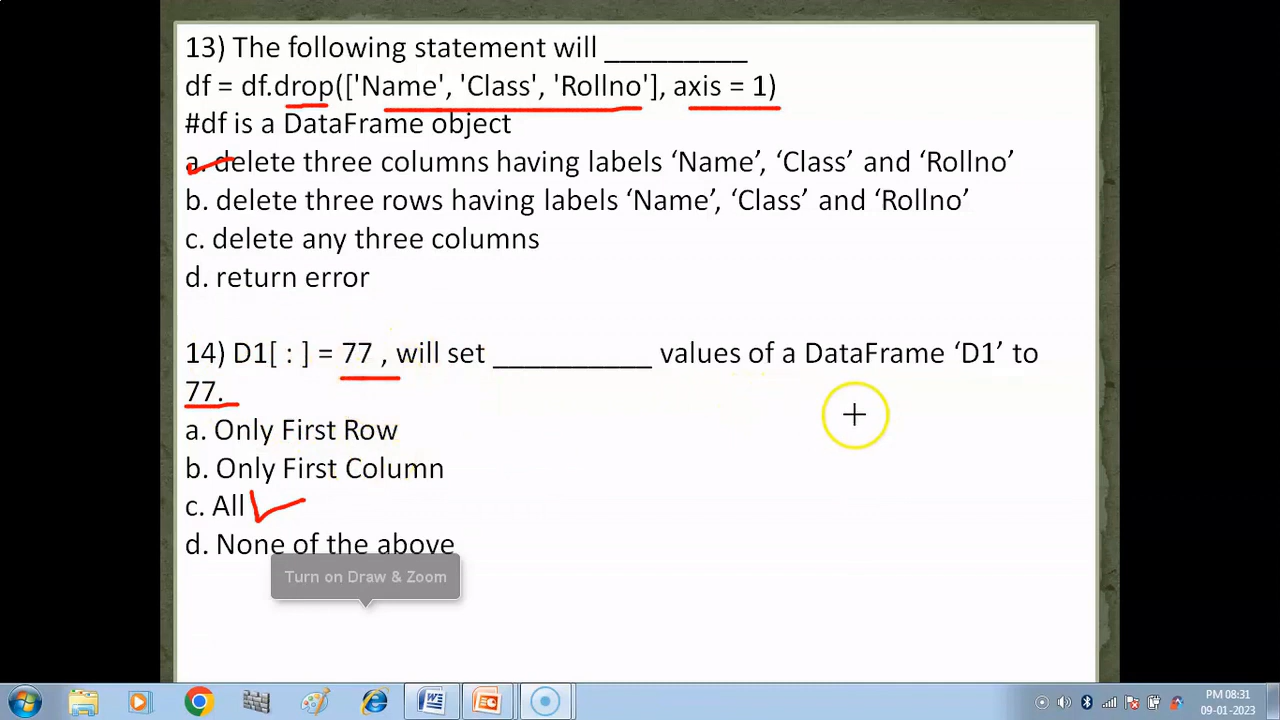 13) The following statement will _________
df = df.drop(['Name', 'Class', 'Rollno'], axis = 1)
#df is a DataFrame object
a. delete three columns having labels ‘Name’, ‘Class’ and ‘Rollno’
b. delete three rows having labels ‘Name’, ‘Class’ and ‘Rollno’
c. delete any three columns
d. return error
14) D1[ : ] = 77 , will set __________ values of a DataFrame ‘D1’ to
77.
a. Only First Row
b. Only First Column
c. All
d. None of the above
Turn on Draw & Zoom
PM 08:31
09-01-2023